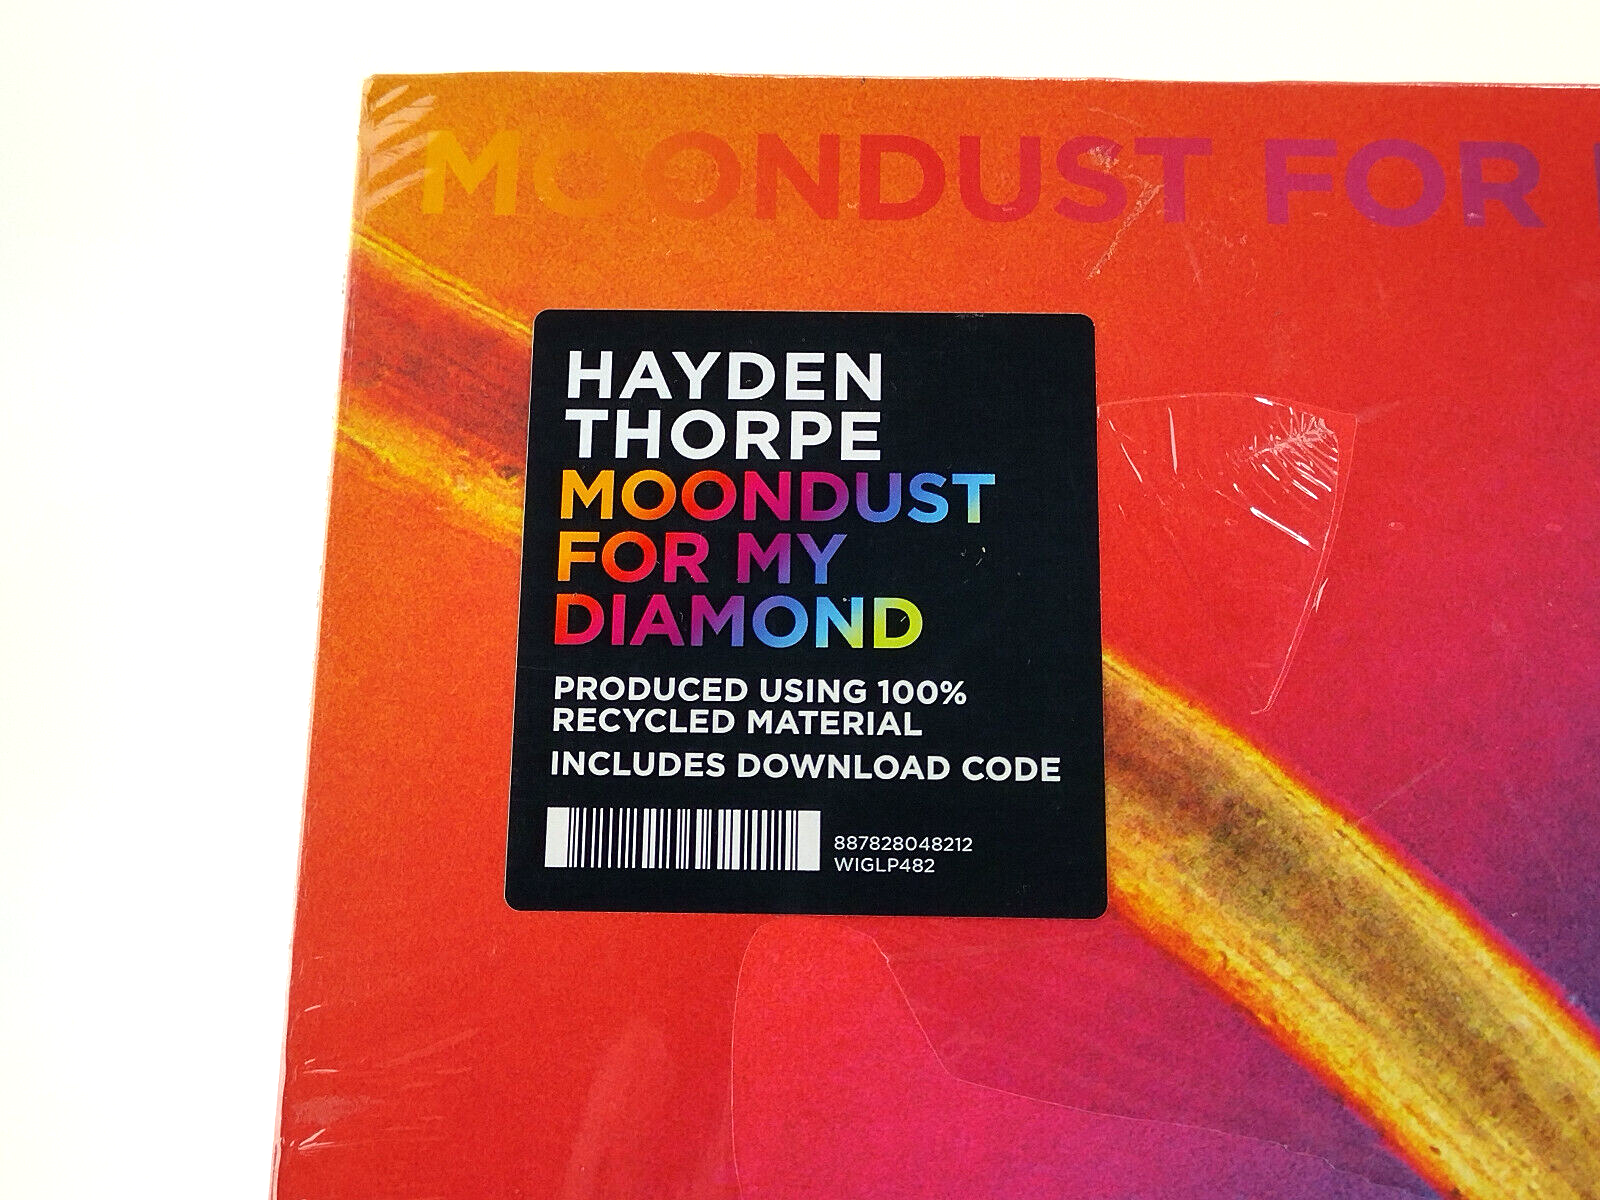 MOONDUST FOR
HAYDEN
THORPE
MOONDUST
FOR MY
DIAMOND
PRODUCED USING 100%
RECYCLED MATERIAL
INCLUDES DOWNLOAD CODE
887828048212
WIGLP482